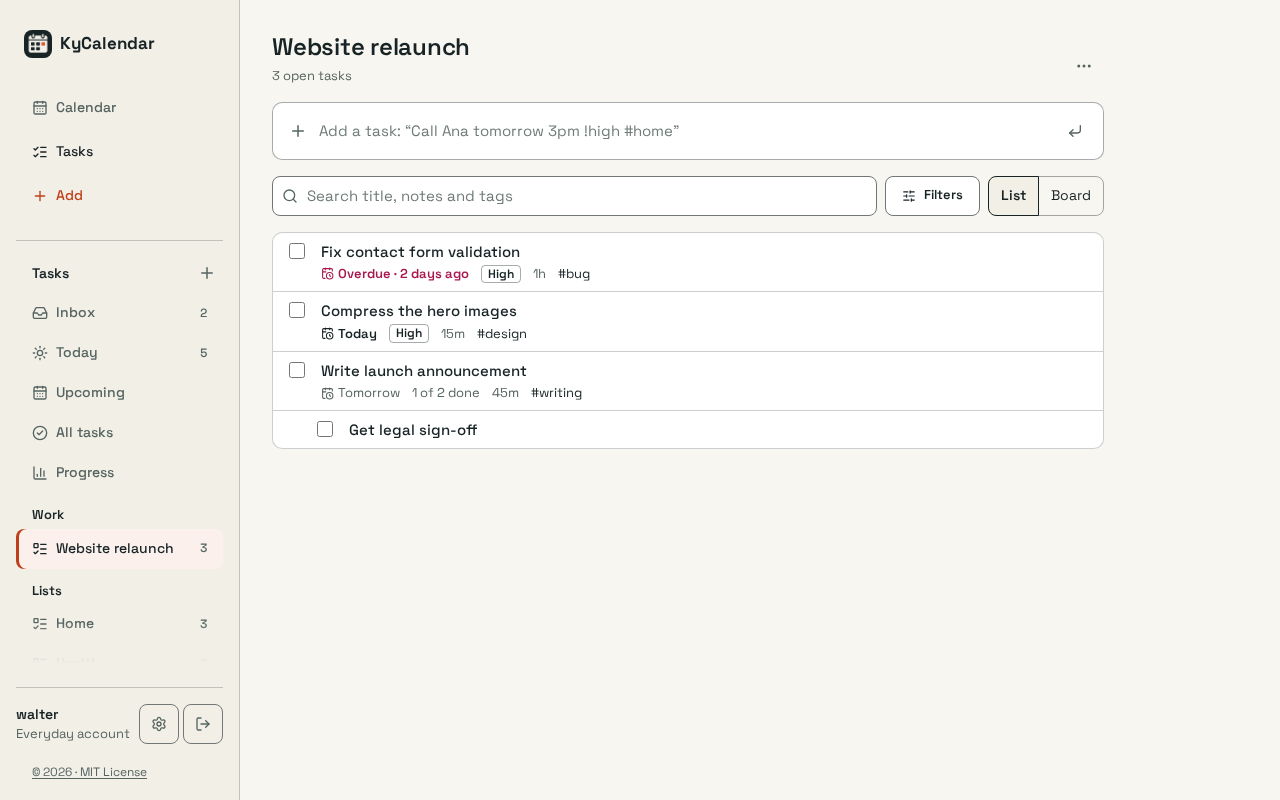 KyCalendar
Calendar
Tasks
Add
Tasks
Inbox 2
Today 5
Upcoming
All tasks
Progress
Work
Website relaunch 3
Lists
Home 3
walter
Everyday account
© 2026 · MIT License
Website relaunch
3 open tasks
Add a task: “Call Ana tomorrow 3pm !high #home”
Search title, notes and tags
Filters
List Board
Fix contact form validation
Overdue · 2 days ago High 1h #bug
Compress the hero images
Today High 15m #design
Write launch announcement
Tomorrow 1 of 2 done 45m #writing
Get legal sign-off